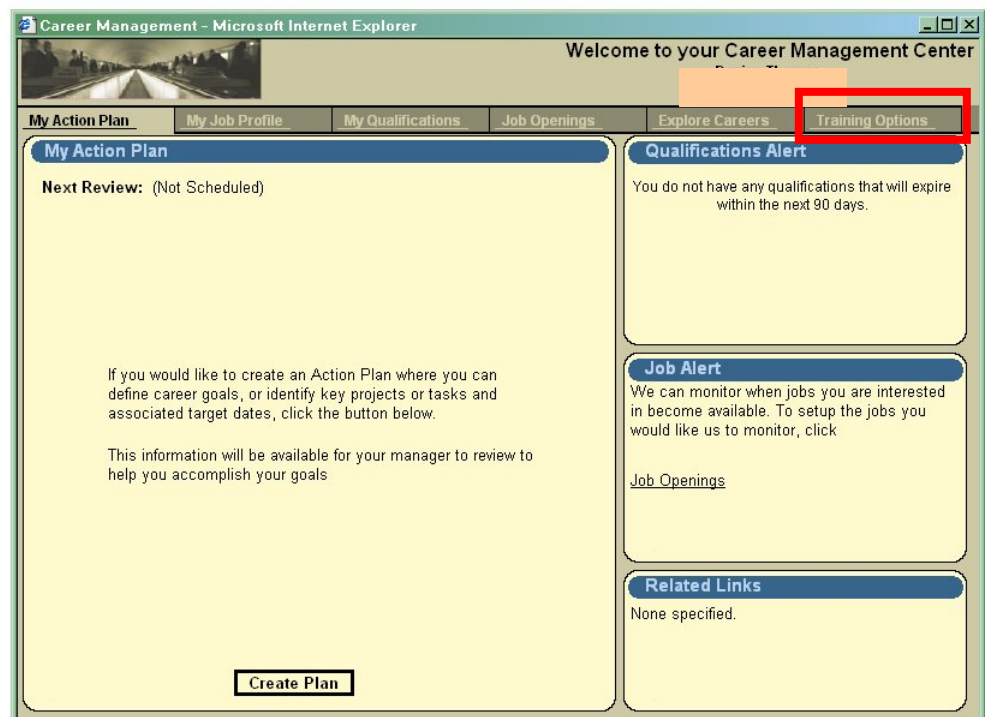 Career Management - Microsoft Internet Explorer
Welcome to your Career Management Center
My Action Plan
My Job Profile
My Qualifications
Job Openings
Explore Careers
Training Options
My Action Plan
Next Review: (Not Scheduled)
If you would like to create an Action Plan where you can
define career goals, or identify key projects or tasks and
associated target dates, click the button below.
This information will be available for your manager to review to
help you accomplish your goals
Create Plan
Qualifications Alert
You do not have any qualifications that will expire
within the next 90 days.
Job Alert
We can monitor when jobs you are interested
in become available. To setup the jobs you
would like us to monitor, click
Job Openings
Related Links
None specified.